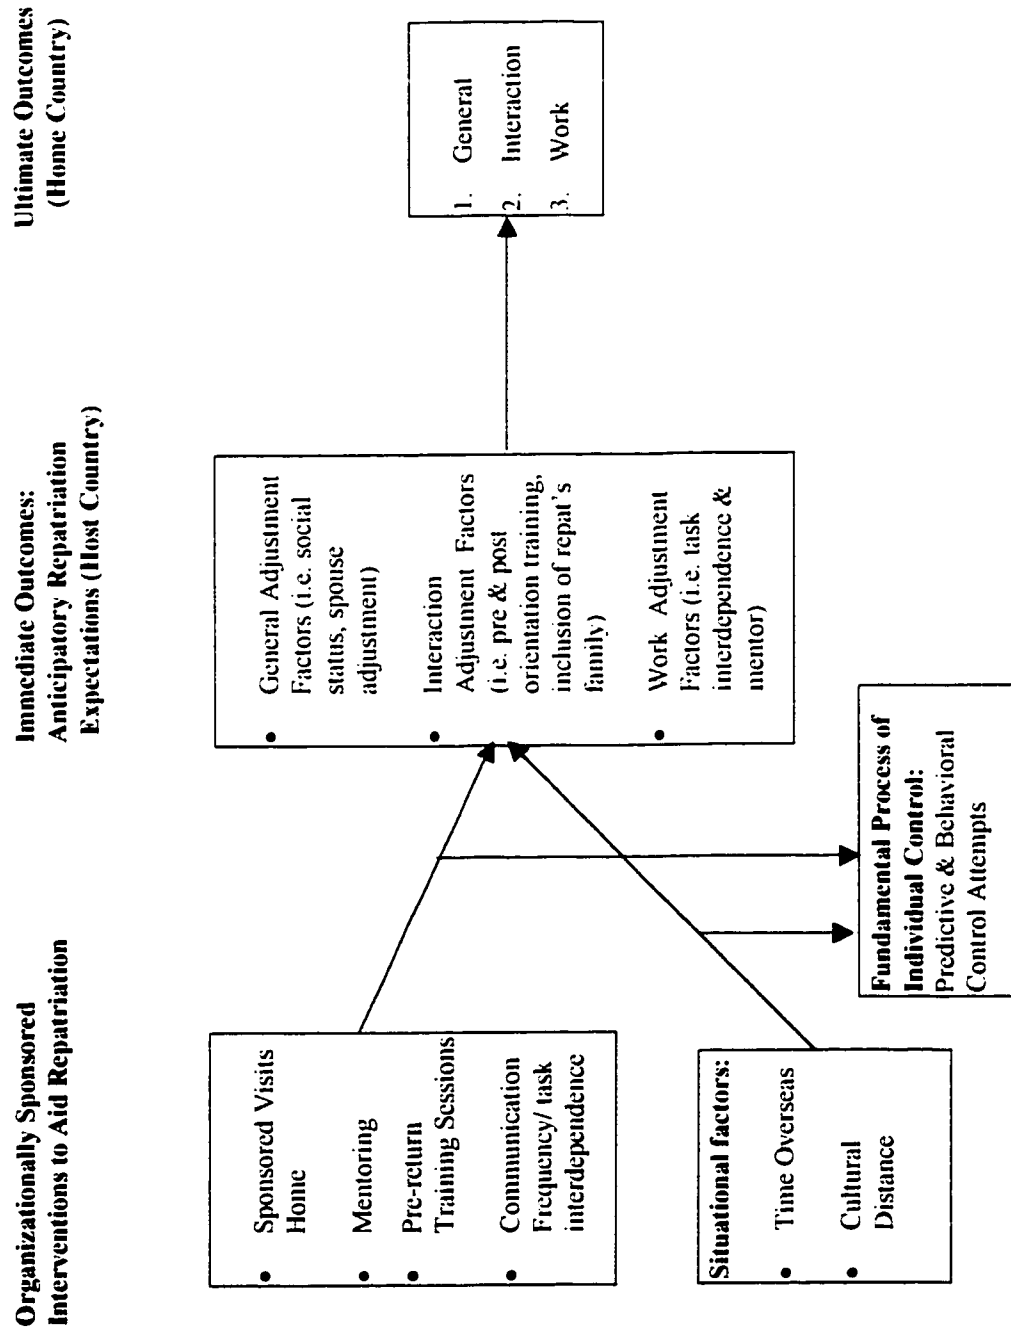 Organizationally Sponsored
Interventions to Aid Repatriation
• Sponsored Visits
Home
• Mentoring
• Pre-return
Training Sessions
• Communication
Frequency/ task
interdependence
Situational factors:
• Time Overseas
• Cultural
Distance
Immediate Outcomes:
Anticipatory Repatriation
Expectations (Host Country)
• General Adjustment
Factors (i.e. social
status, spouse
adjustment)
• Interaction
Adjustment Factors
(i.e. pre & post
orientation training,
inclusion of repat's
family)
• Work Adjustment
Factors (i.e. task
interdependence &
mentor)
Fundamental Process of
Individual Control:
Predictive & Behavioral
Control Attempts
Ultimate Outcomes
(Home Country)
1. General
2. Interaction
3. Work